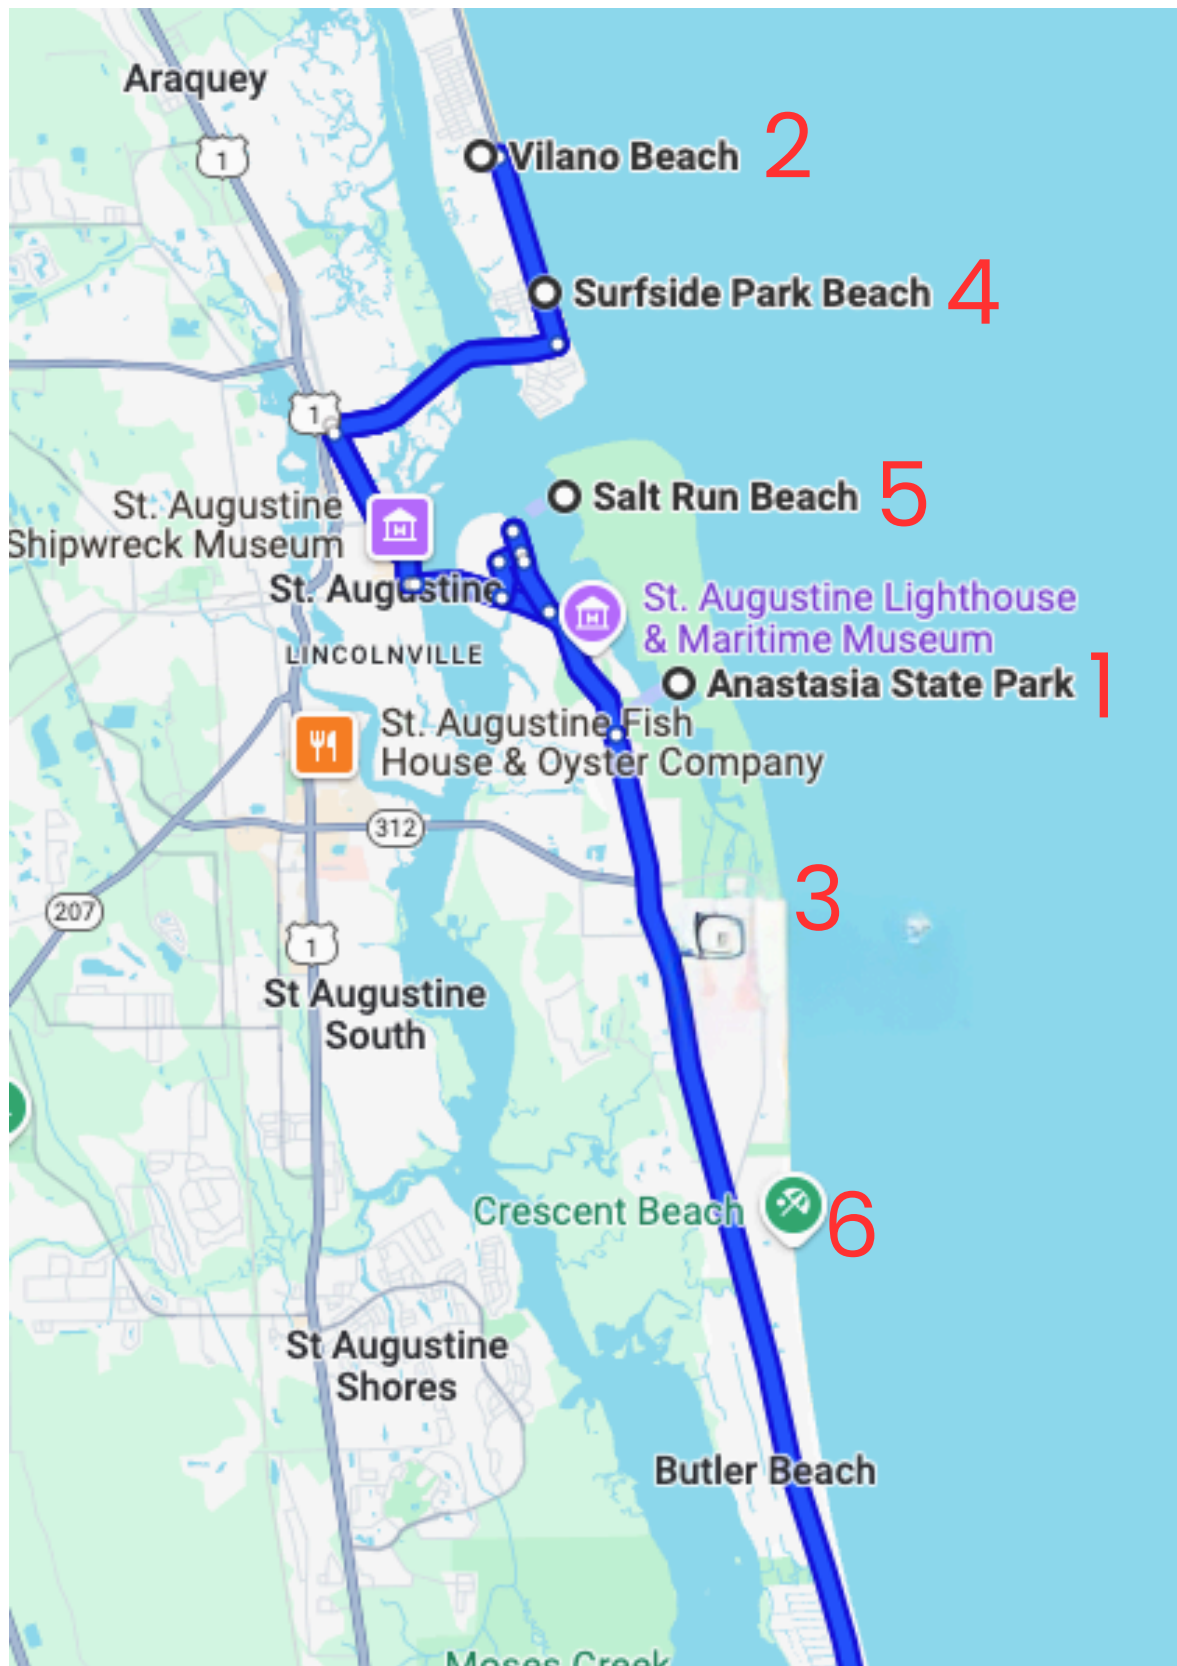 Araquey
1
Vilano Beach 2
Surfside Park Beach 4
1
Salt Run Beach 5
St. Augustine
Shipwreck Museum
St. Augustine
St. Augustine Lighthouse
& Maritime Museum
LINCOLNVILLE
Anastasia State Park 1
St. Augustine Fish
House & Oyster Company
312
3
207
1
St Augustine
South
Crescent Beach 6
St Augustine
Shores
Butler Beach
Moses Creek